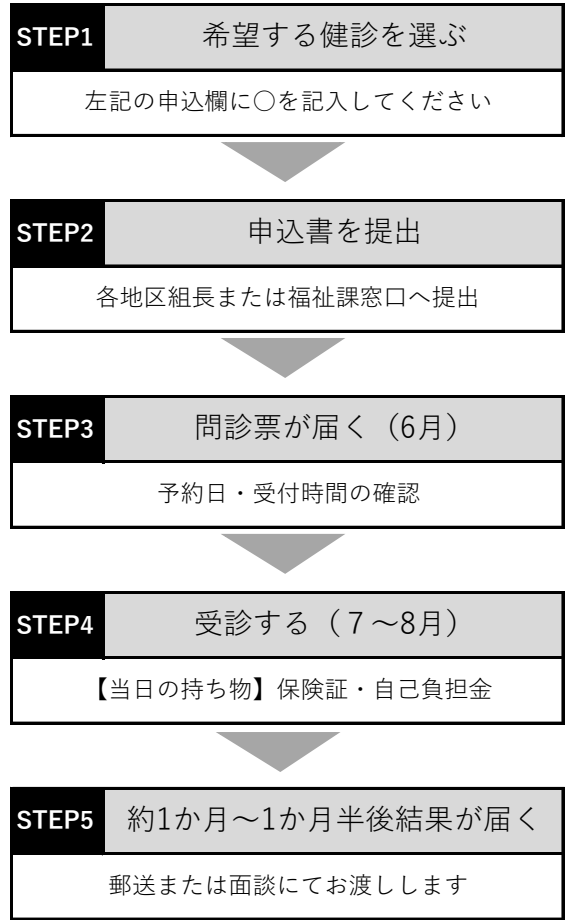 STEP1 希望する健診を選ぶ
左記の申込欄に○を記入してください
STEP2 申込書を提出
各地区組長または福祉課窓口へ提出
STEP3 問診票が届く（6月）
予約日・受付時間の確認
STEP4 受診する（７～8月）
【当日の持ち物】保険証・自己負担金
STEP5 約1か月～1か月半後結果が届く
郵送または面談にてお渡しします